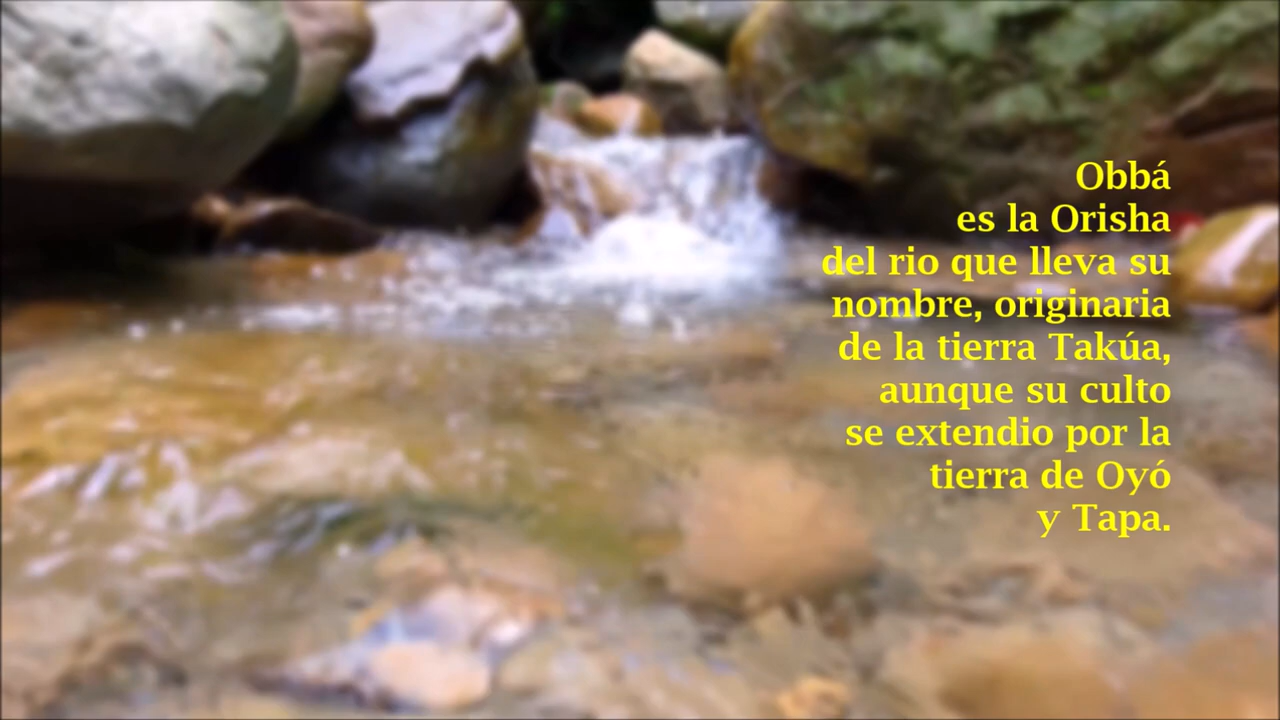 Obbá
es la Orisha
del rio que lleva su
nombre, originaria
de la tierra Takúa,
aunque su culto
se extendio por la
tierra de Oyó
y Tapa.